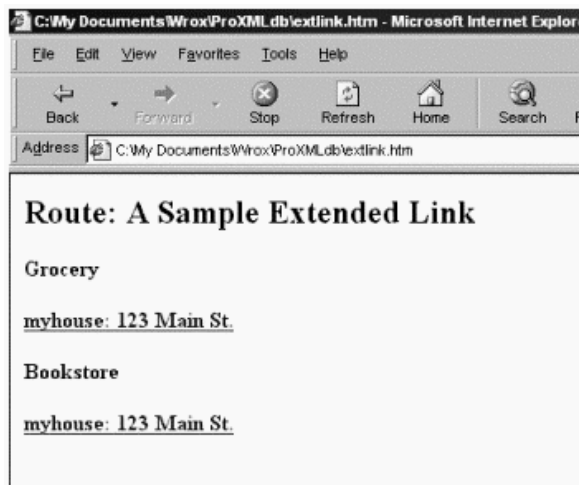 C:\My Documents\Wrox\ProXMLdb\extlink.htm - Microsoft Internet Explor
File Edit View Favorites Tools Help
Back Forward Stop Refresh Home Search
Address C:\My Documents\Wrox\ProXMLdb\extlink.htm
Route: A Sample Extended Link
Grocery
myhouse: 123 Main St.
Bookstore
myhouse: 123 Main St.